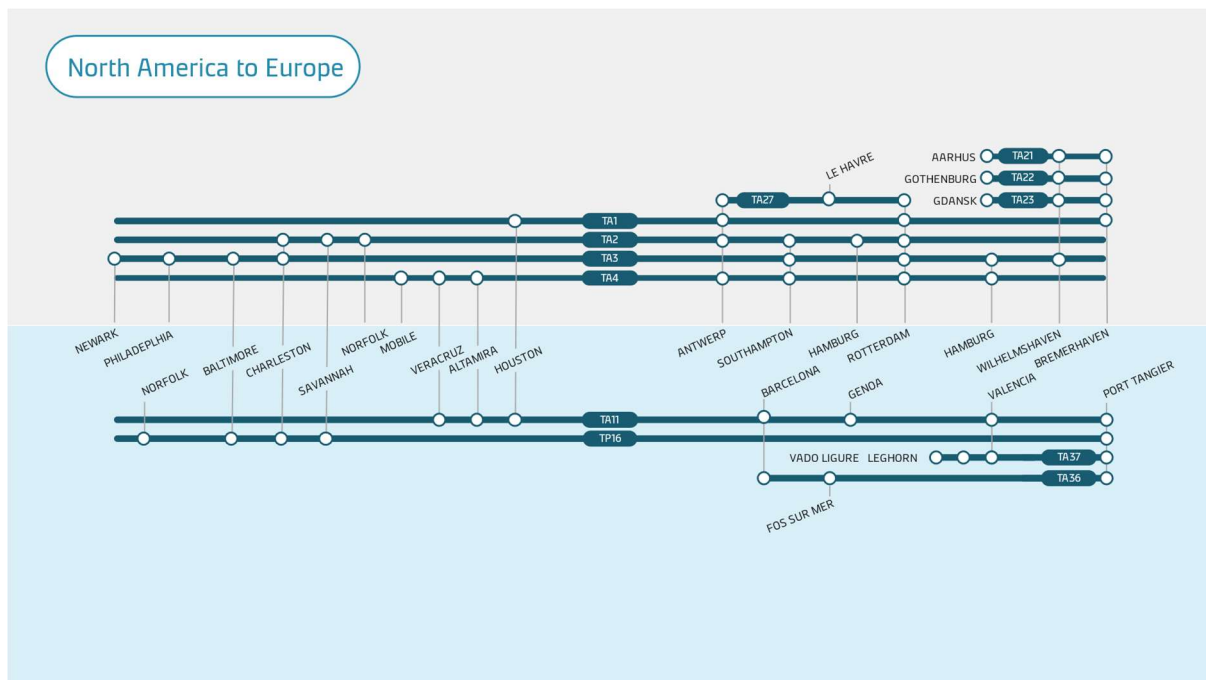 North America to Europe
LE HAVRE
AARHUS
TA21
GOTHENBURG
TA22
TA27
GDANSK
TA23
TA1
TA2
TA3
TA4
NEWARK
PHILADEPLHIA
NORFOLK
BALTIMORE
CHARLESTON
SAVANNAH
NORFOLK
MOBILE
VERACRUZ
ALTAMIRA
HOUSTON
ANTWERP
SOUTHAMPTON
HAMBURG
ROTTERDAM
HAMBURG
WILHELMSHAVEN
BREMERHAVEN
BARCELONA
GENOA
VALENCIA
PORT TANGIER
TA11
TP16
VADO LIGURE LEGHORN
TA37
TA36
FOS SUR MER